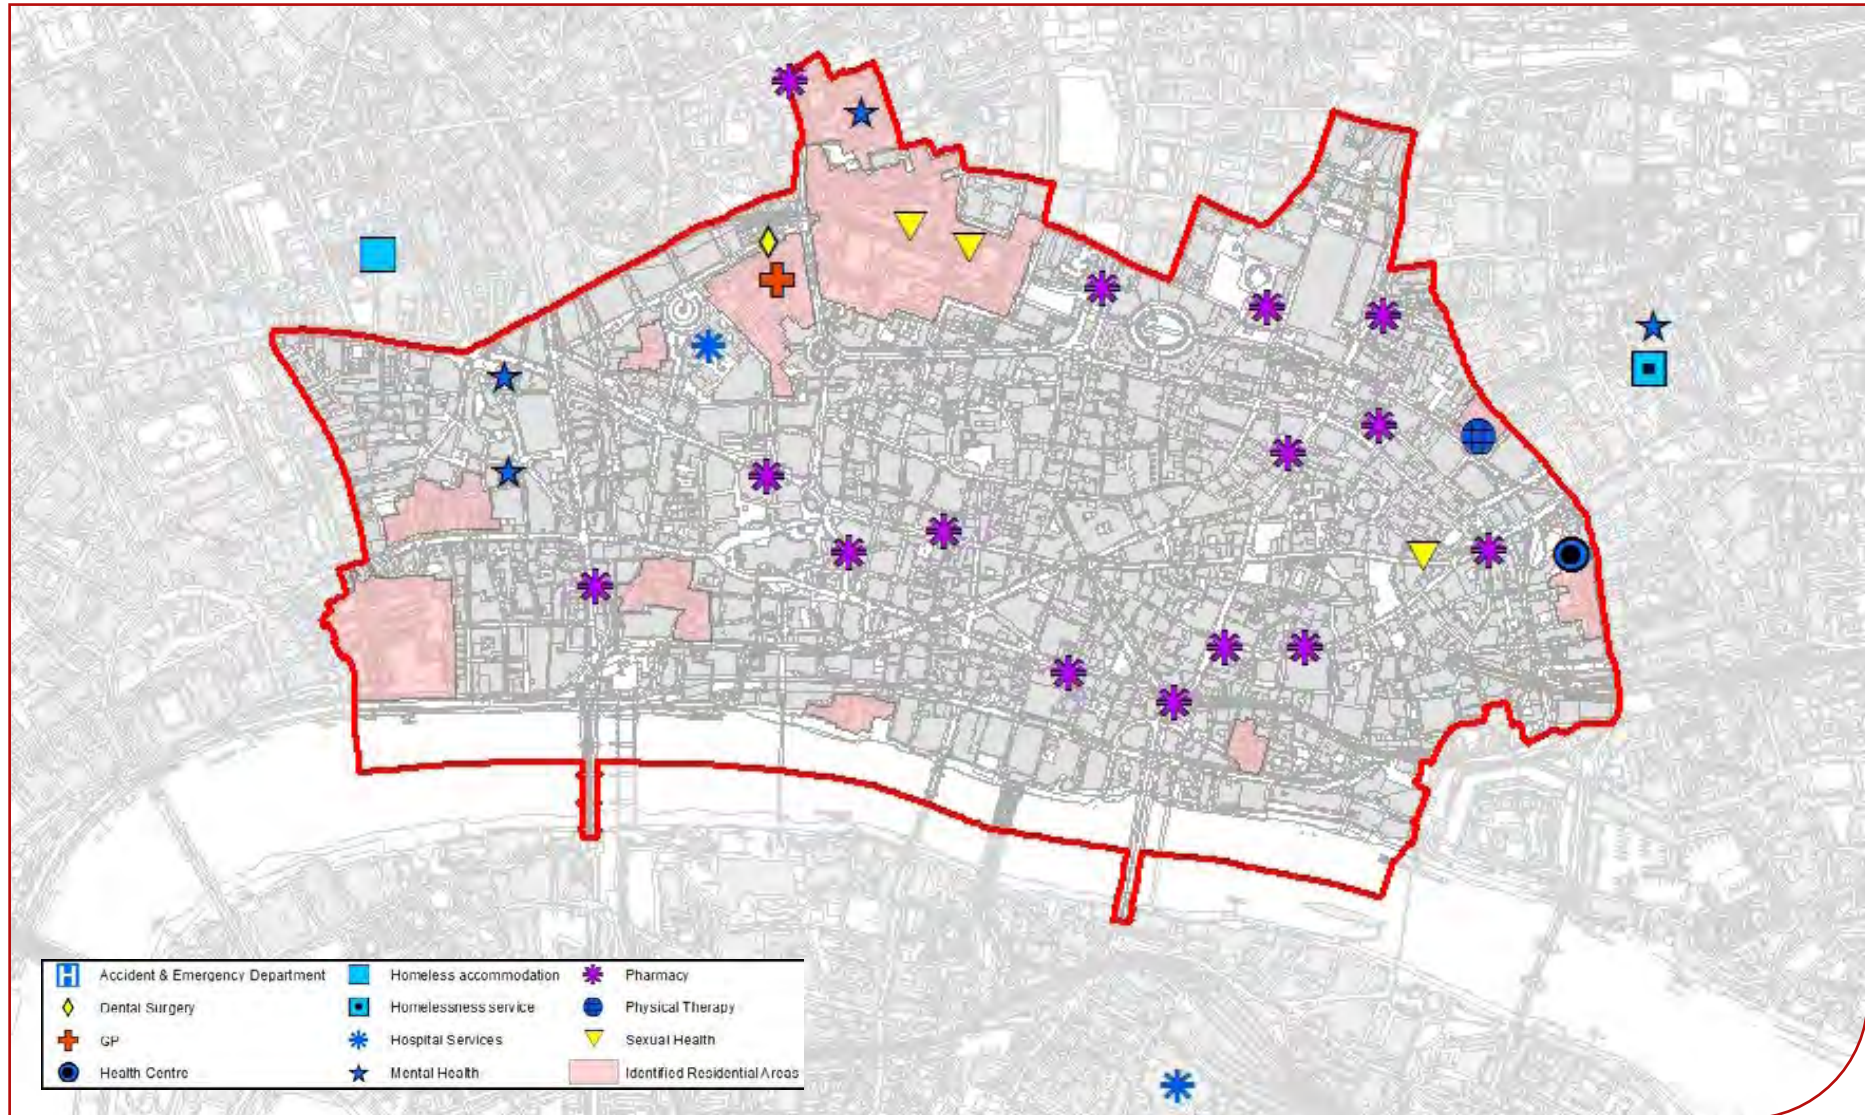 Accident & Emergency Department
Homeless accommodation
Pharmacy
Dental Surgery
Homelessness service
Physical Therapy
GP
Hospital Services
Sexual Health
Health Centre
Mental Health
Identified Residential Areas